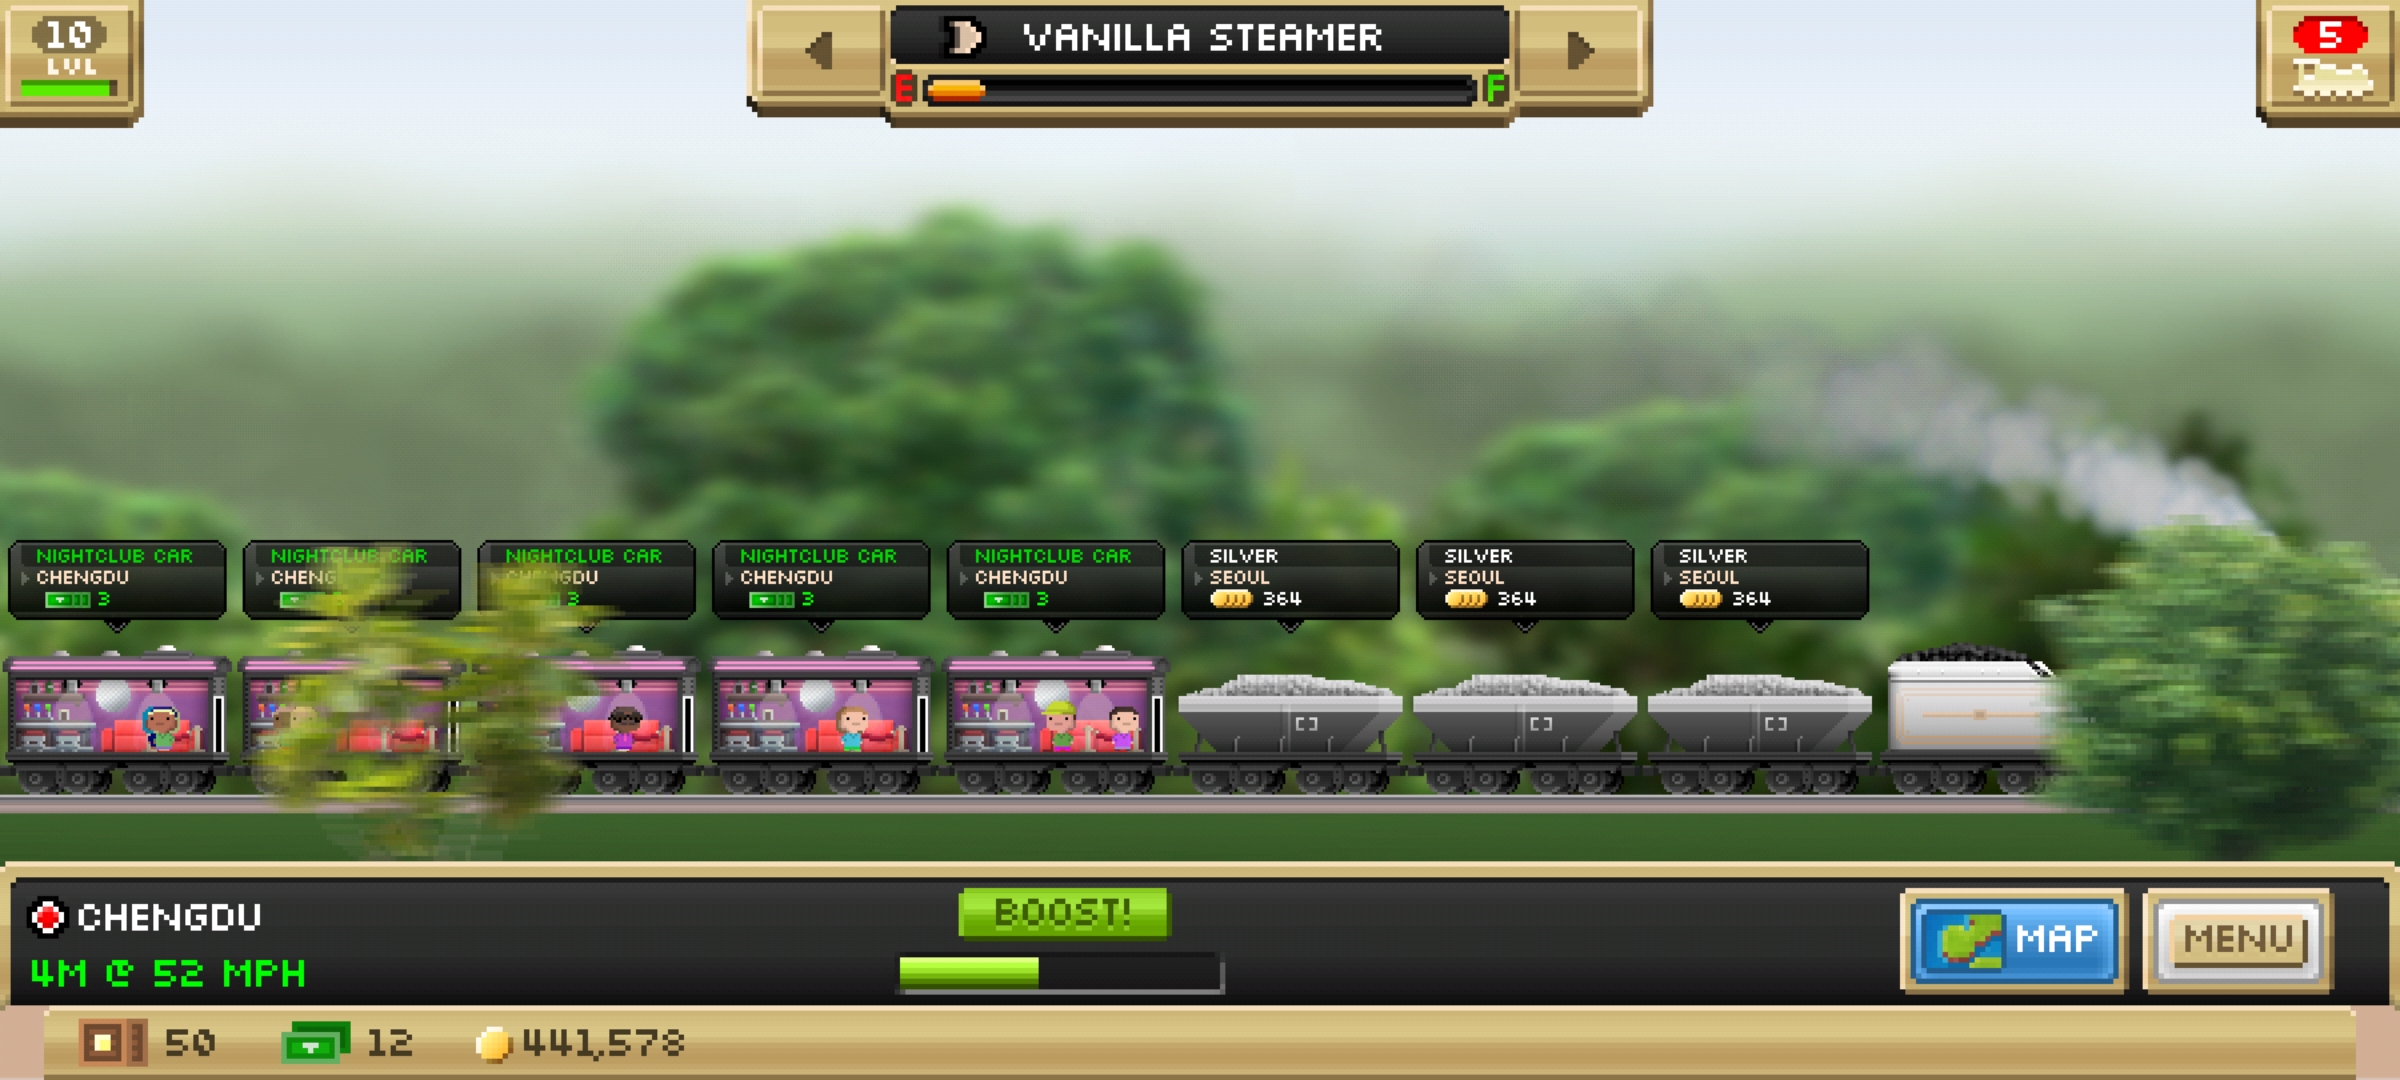 10
LVL
VANILLA STEAMER
E
F
5
NIGHTCLUB CAR
CHENGDU
3
NIGHTCLUB CAR
NIGHTCLUB CAR
3
NIGHTCLUB CAR
CHENGDU
3
NIGHTCLUB CAR
CHENGDU
3
SILVER
SEOUL
364
SILVER
SEOUL
364
SILVER
SEOUL
364
CHENGDU
4M @ 52 MPH
BOOST!
MAP
MENU
50
12
441,578